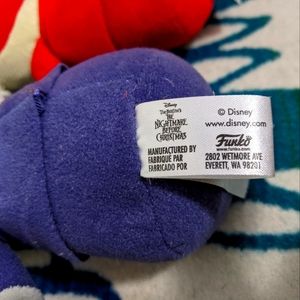 Disney
Tim Burton's
THE
NIGHTMARE
BEFORE
CHRISTMAS
MANUFACTURED BY
FABRIQUÉ PAR
FABRICADO POR
© Disney
www.disney.com
Funko
www.funko.com
2802 WETMORE AVE
EVERETT, WA 98201